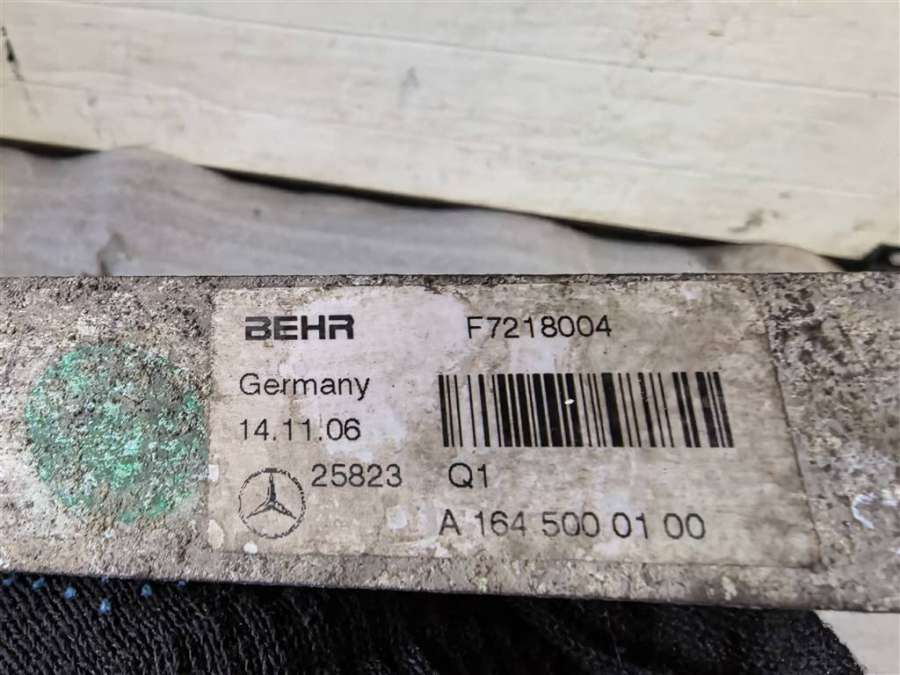 BEHR F7218004
Germany
14.11.06
25823 Q1
A 164 500 01 00